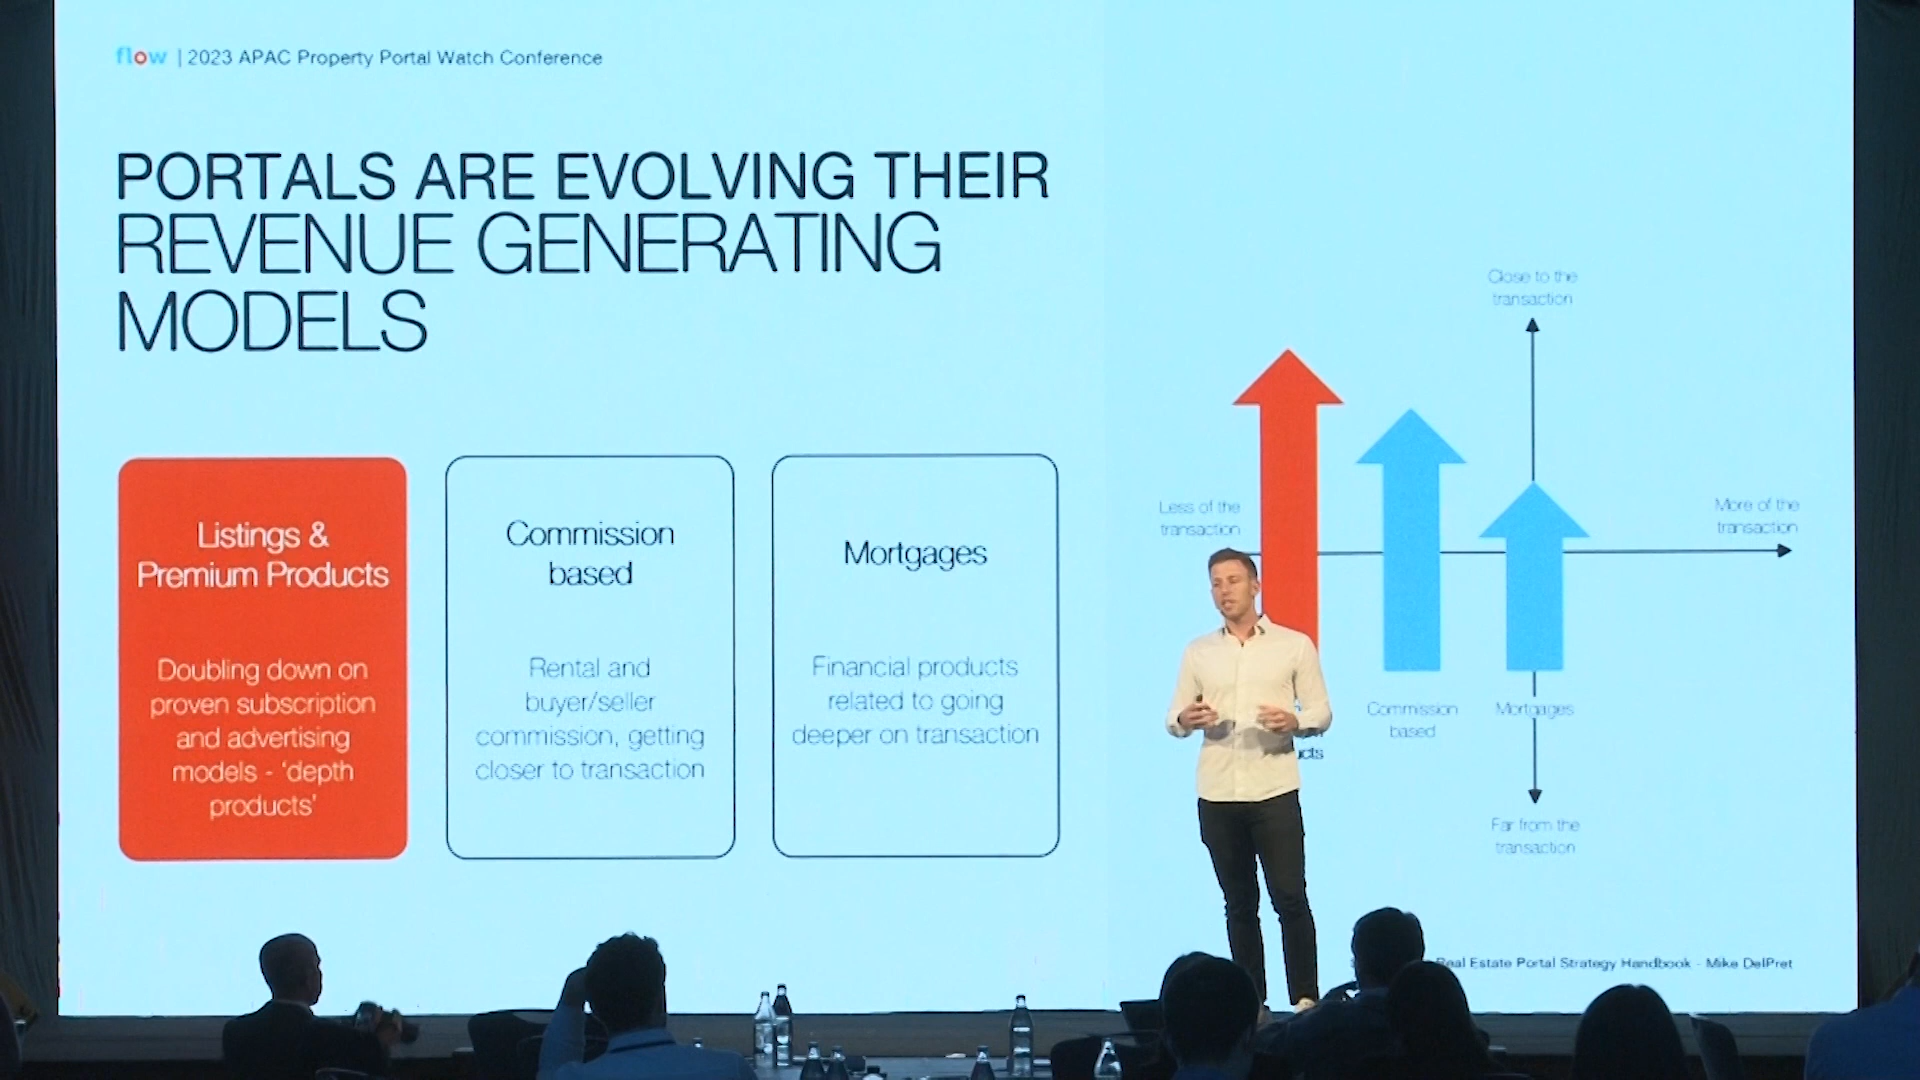 flow | 2023 APAC Property Portal Watch Conference
PORTALS ARE EVOLVING THEIR
REVENUE GENERATING
MODELS
Listings &
Premium Products
Doubling down on
proven subscription
and advertising
models - ‘depth
products’
Commission
based
Rental and
buyer/seller
commission, getting
closer to transaction
Mortgages
Financial products
related to going
deeper on transaction
Close to the
transaction
Less of the
transaction
More of the
transaction
Commission
based
Mortgages
Far from the
transaction
Real Estate Portal Strategy Handbook - Mike DelPret